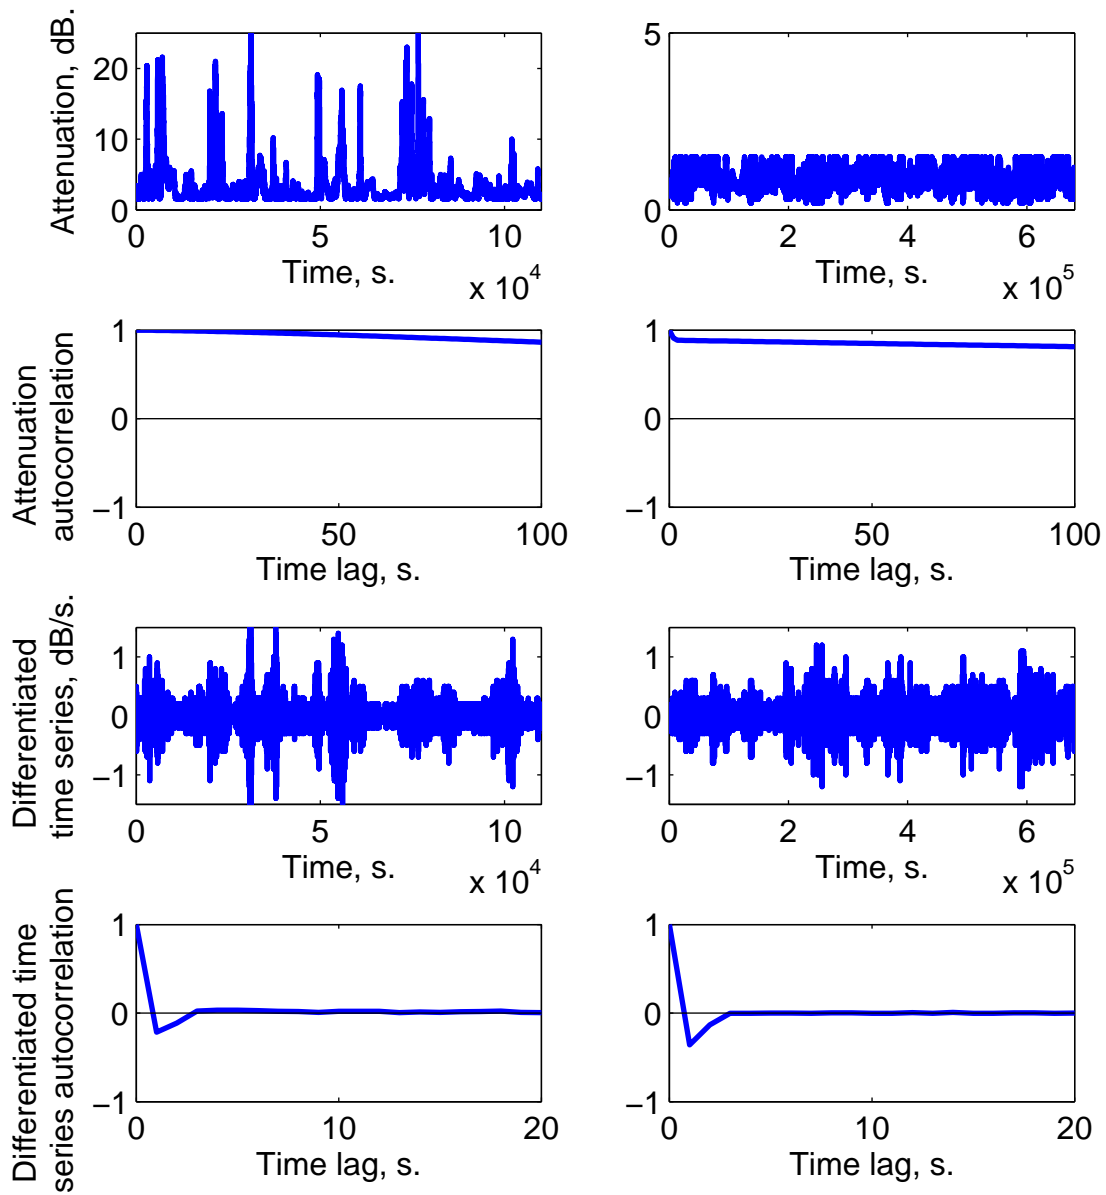 Attenuation, dB.
20
10
0
0
5
10
Time, s.
x 10^4
5
0
0
2
4
6
Time, s.
x 10^5
Attenuation
autocorrelation
1
0
−1
0
50
100
Time lag, s.
1
0
−1
0
50
100
Time lag, s.
Differentiated
time series, dB/s.
1
0
−1
0
5
10
Time, s.
x 10^4
1
0
−1
0
2
4
6
Time, s.
x 10^5
Differentiated time
series autocorrelation
1
0
−1
0
10
20
Time lag, s.
1
0
−1
0
10
20
Time lag, s.